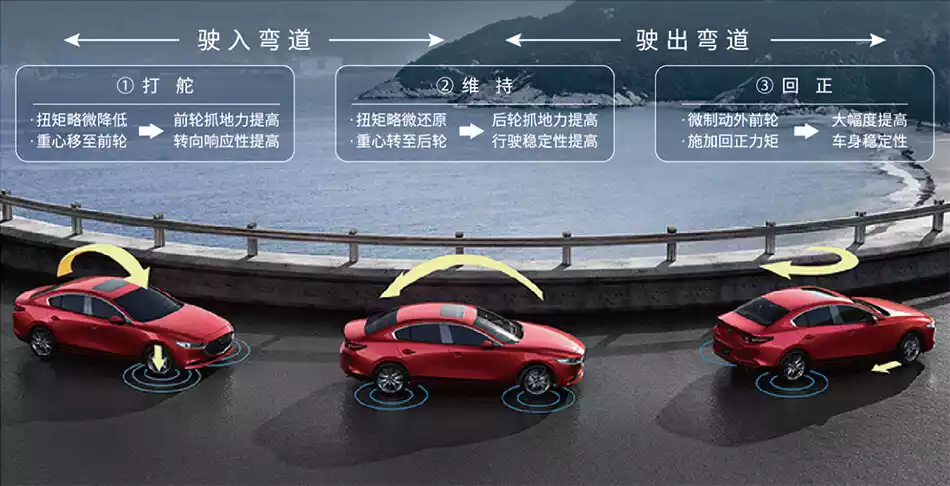 驶入弯道
驶出弯道
①打 舵
·扭矩略微降低
·重心移至前轮
前轮抓地力提高
转向响应性提高
②维 持
·扭矩略微还原
·重心转至后轮
后轮抓地力提高
行驶稳定性提高
③回 正
·微制动外前轮
·施加回正力矩
大幅度提高
车身稳定性